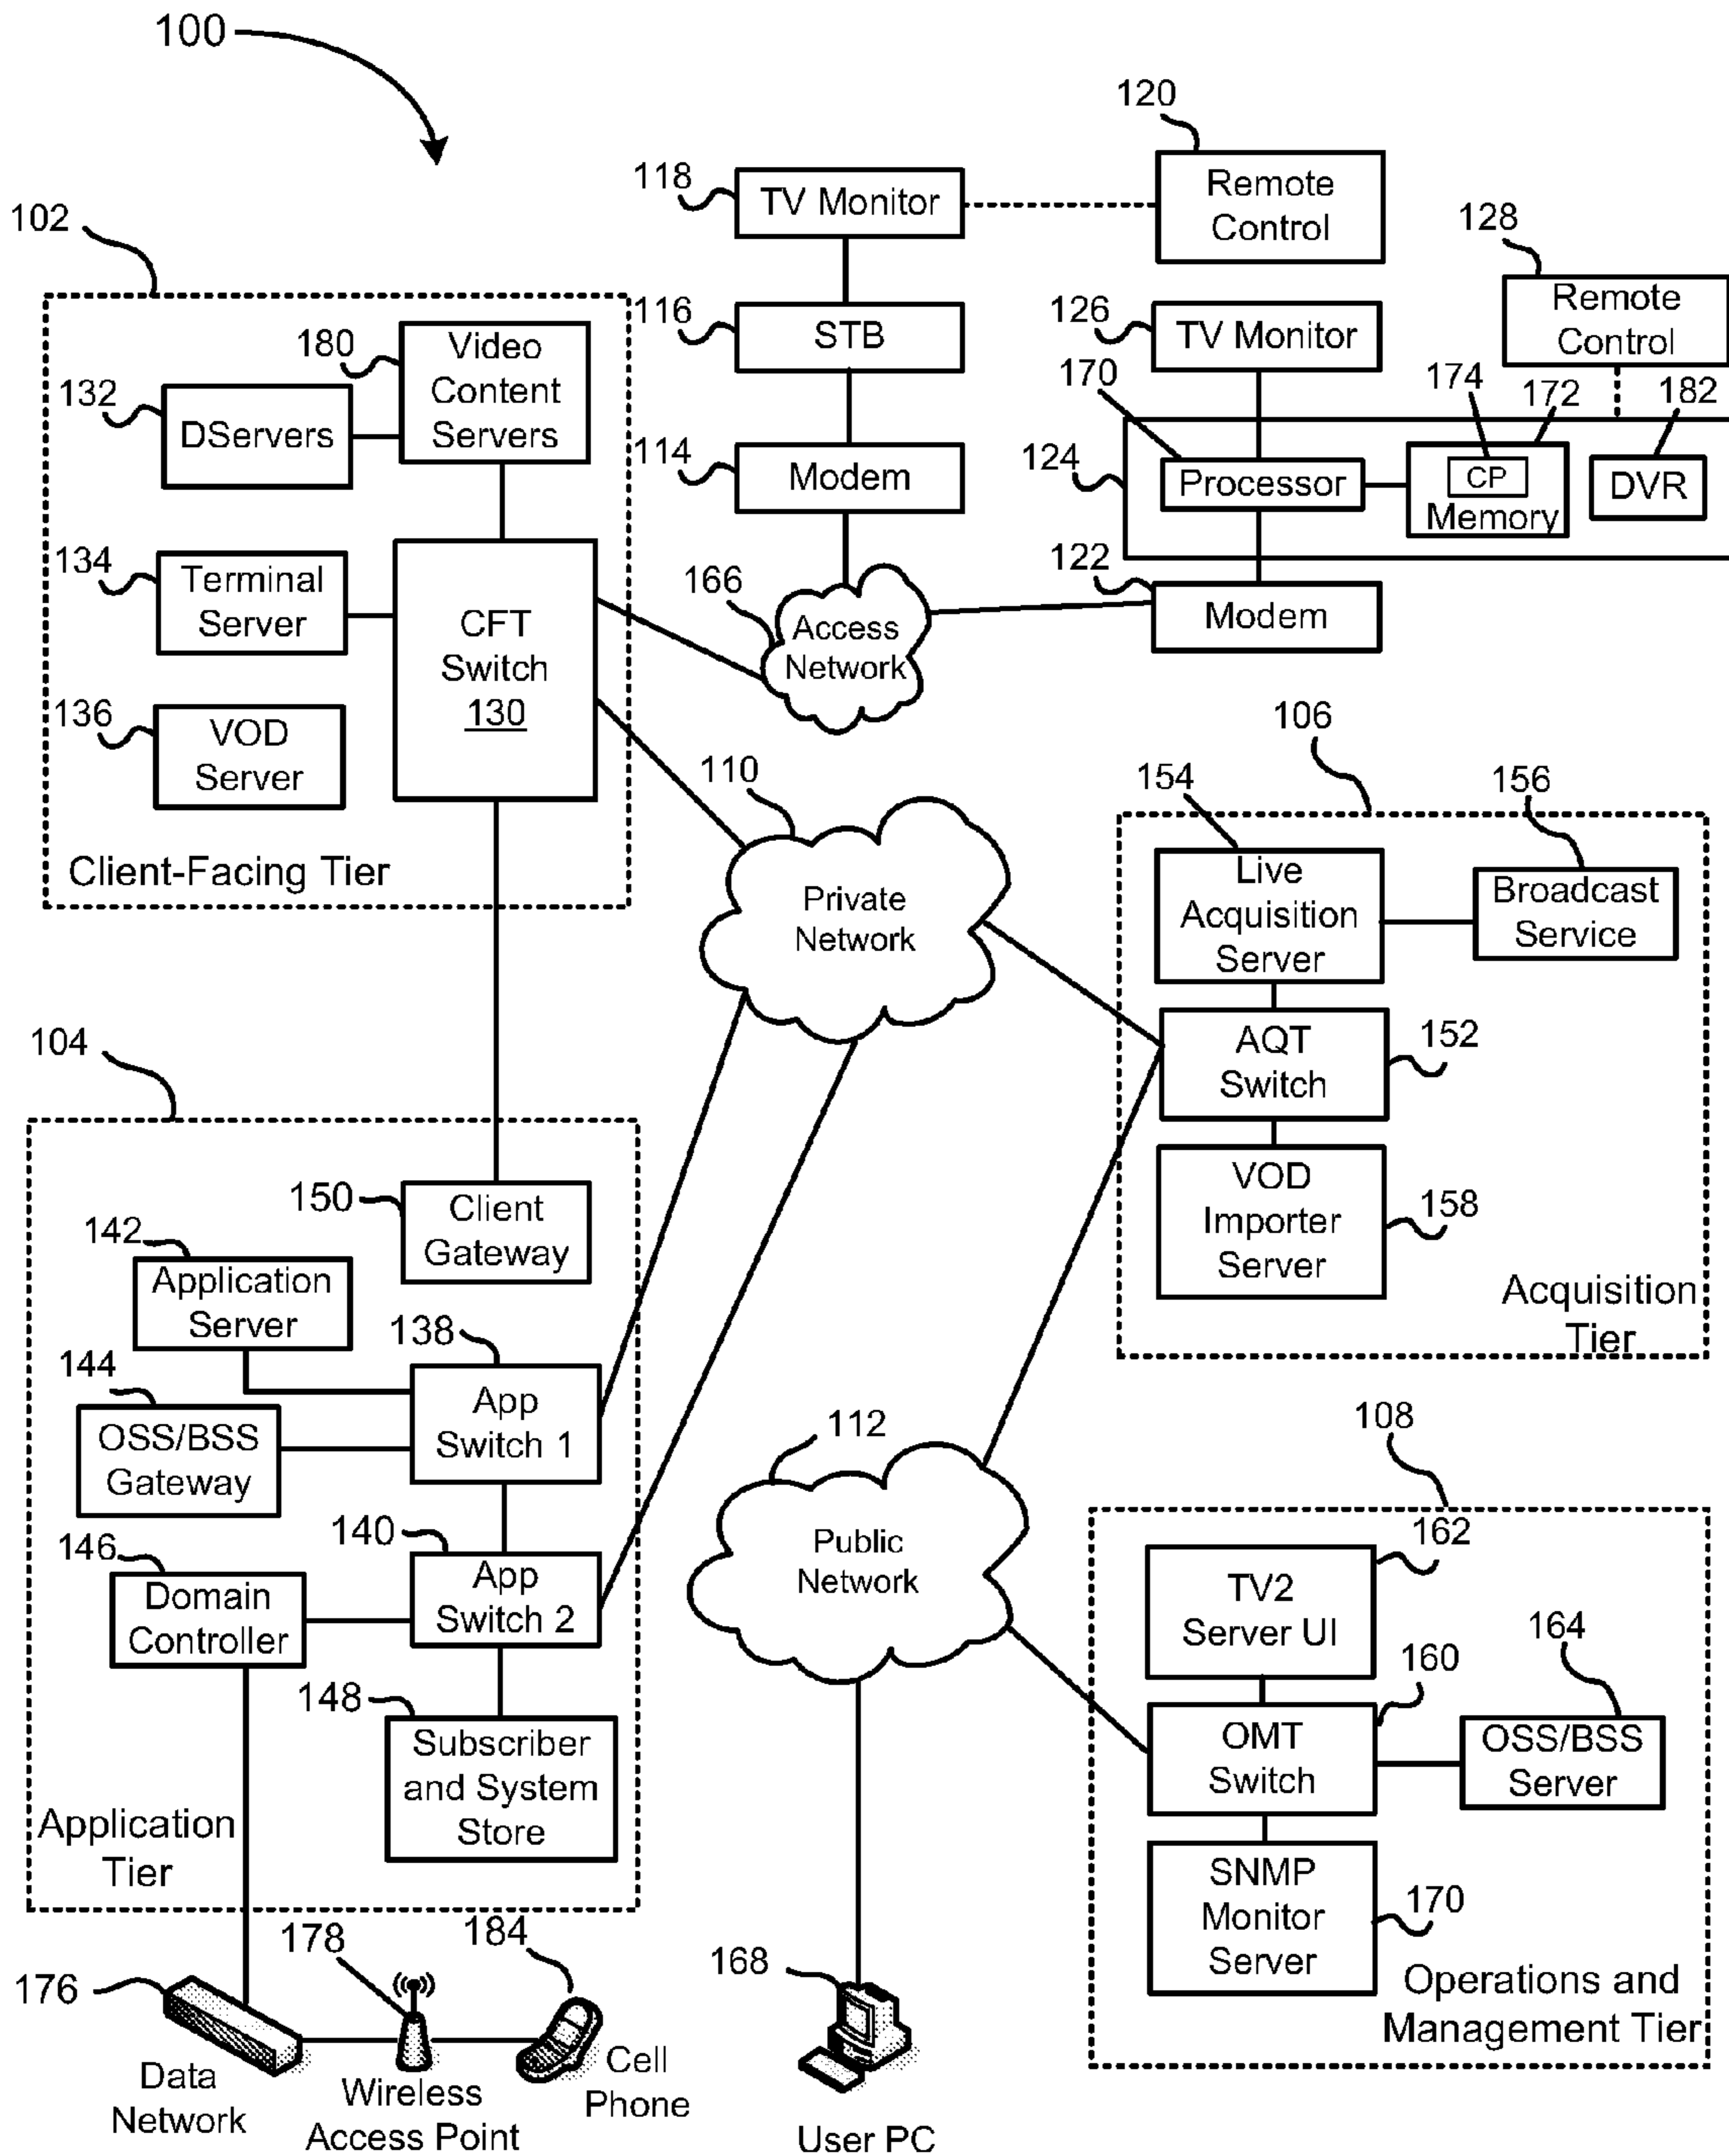 100
120
118
TV Monitor
Remote
Control
102
128
116
STB
126
TV Monitor
Remote
Control
180
Video
Content
Servers
132
DServers
170
174
172
182
114
Modem
124
Processor
CP
Memory
DVR
134
Terminal
Server
CFT
Switch
130
166
Access
Network
122
Modem
136
VOD
Server
Client-Facing Tier
110
Private
Network
106
154
156
Live
Acquisition
Server
Broadcast
Service
AQT
Switch
152
VOD
Importer
Server
158
Acquisition
Tier
104
150
Client
Gateway
142
Application
Server
138
App
Switch 1
144
OSS/BSS
Gateway
140
App
Switch 2
146
Domain
Controller
148
Subscriber
and System
Store
Application
Tier
112
Public
Network
108
162
TV2
Server UI
160
164
OMT
Switch
OSS/BSS
Server
SNMP
Monitor
Server
170
Operations and
Management Tier
176
178
184
168
Data
Network
Wireless
Access Point
Cell
Phone
User PC